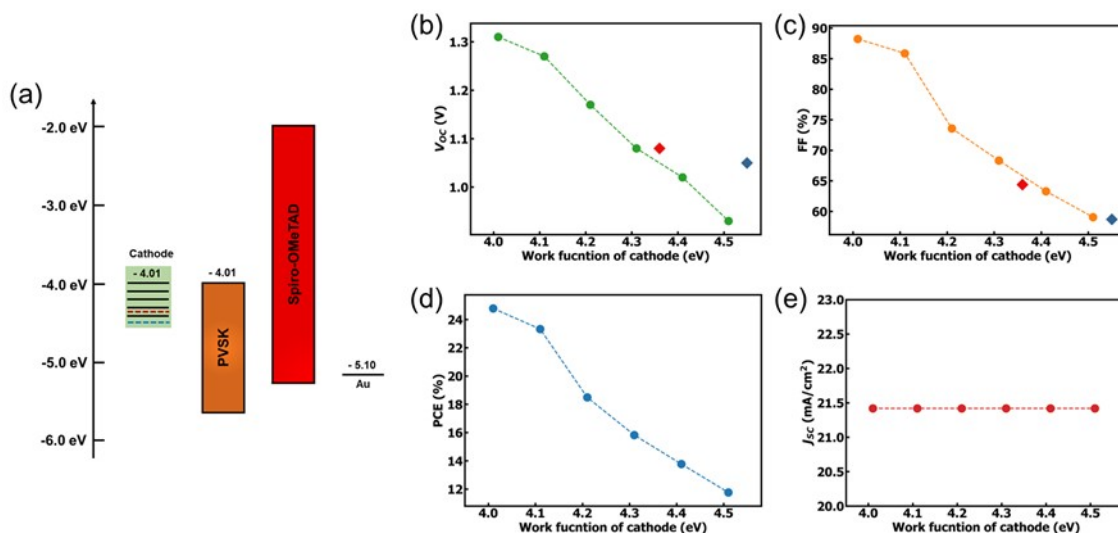 (a)
-2.0 eV
-3.0 eV
-4.0 eV
-5.0 eV
-6.0 eV
Cathode
- 4.01
- 4.01
PVSK
Spiro-OMeTAD
- 5.10
Au
(b)
1.3
1.2
1.1
1.0
VOC (V)
4.0 4.1 4.2 4.3 4.4 4.5
Work fucntion of cathode (eV)
(c)
90
85
80
75
70
65
60
FF (%)
4.0 4.1 4.2 4.3 4.4 4.5
Work fucntion of cathode (eV)
(d)
24
22
20
18
16
14
12
PCE (%)
4.0 4.1 4.2 4.3 4.4 4.5
Work fucntion of cathode (eV)
(e)
23.0
22.5
22.0
21.5
21.0
20.5
20.0
JSC (mA/cm²)
4.0 4.1 4.2 4.3 4.4 4.5
Work fucntion of cathode (eV)